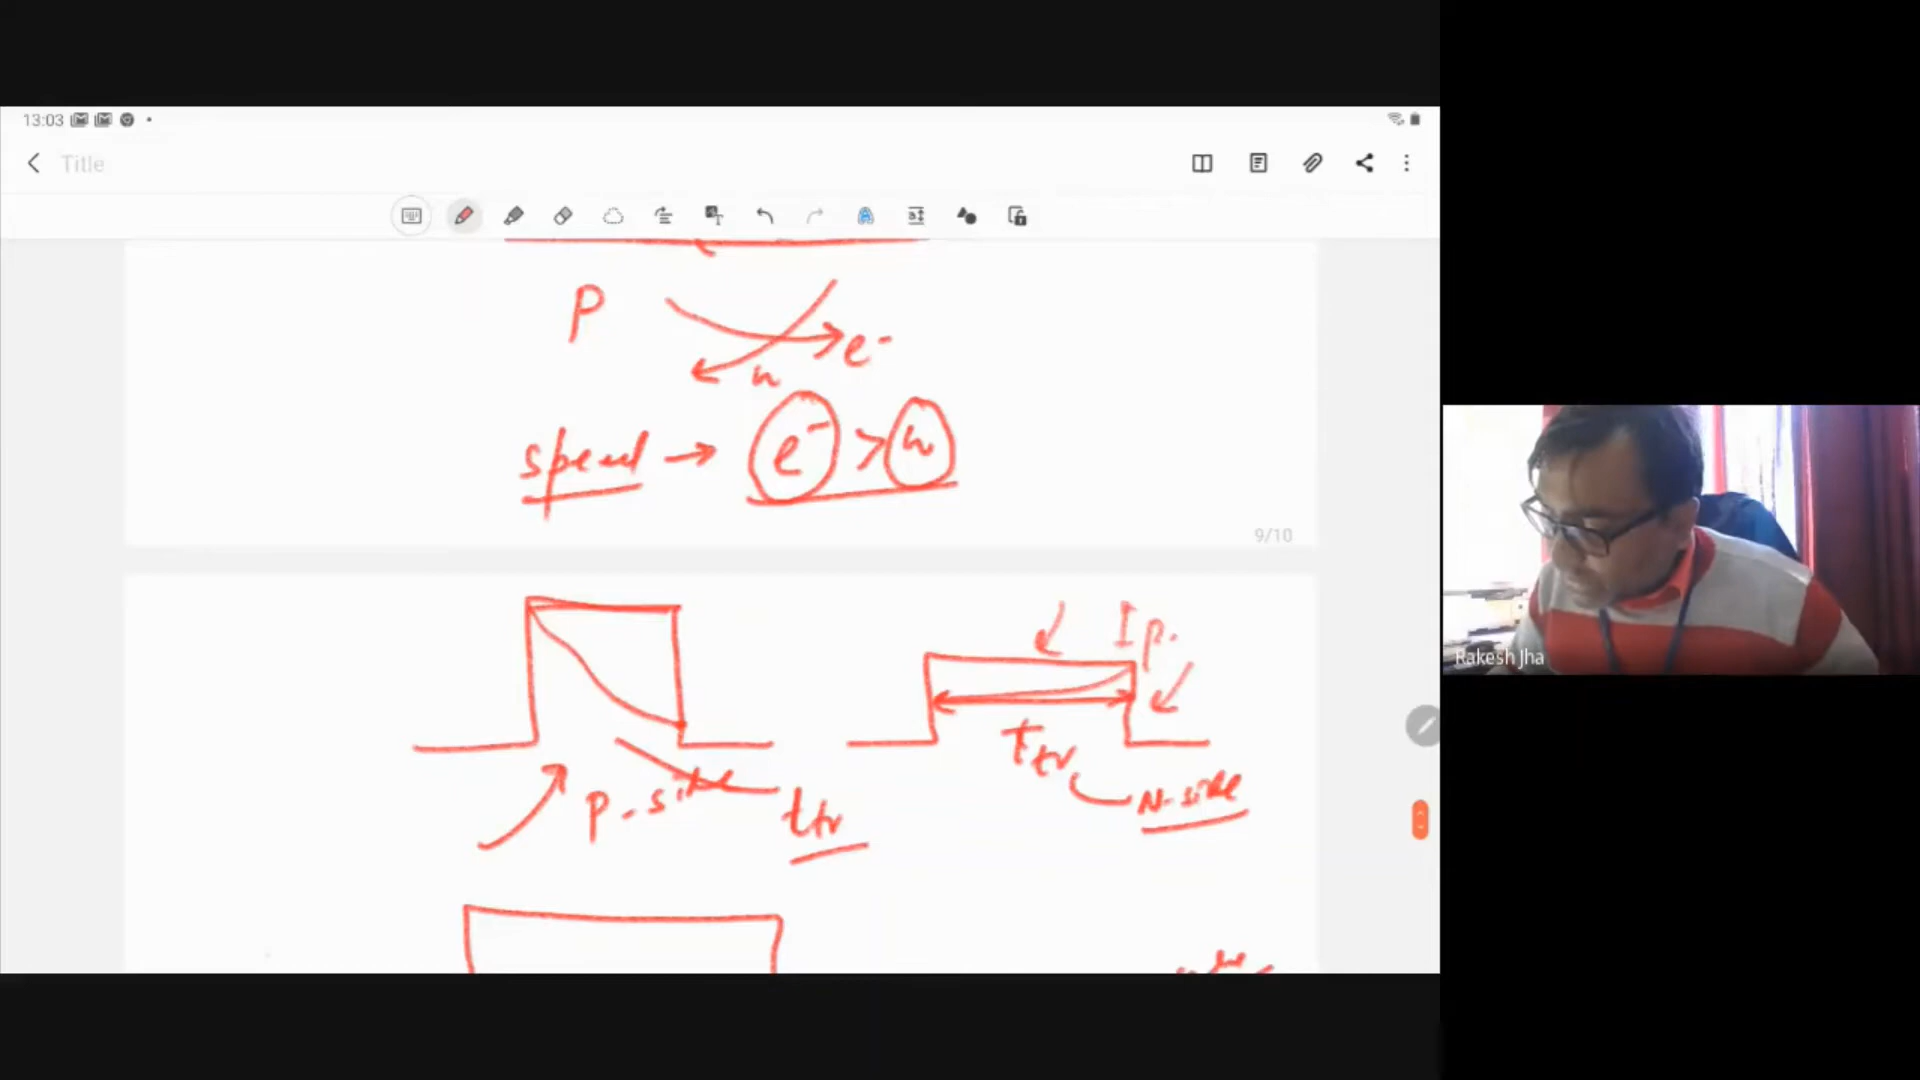 13:03
Title
P
e-
h
speed → e- > h
9/10
Ip.
ttr
P-side
ttr
N-side
Rakesh Jha